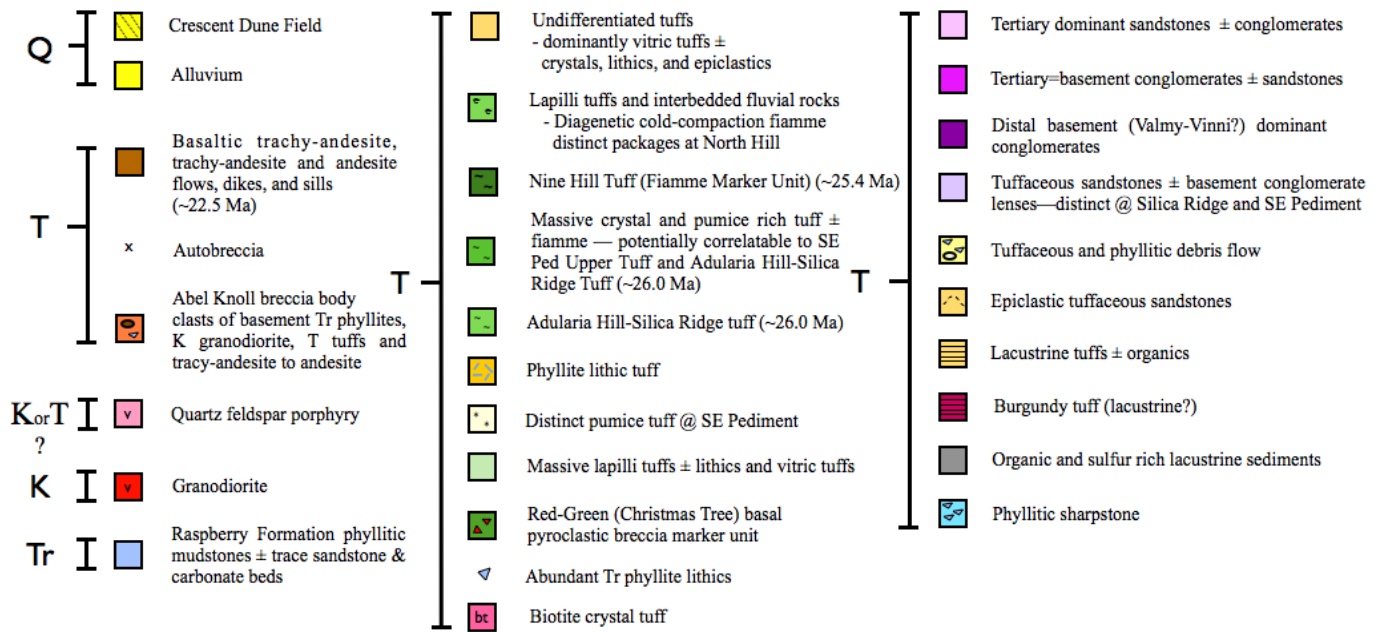 Q
Crescent Dune Field
Alluvium
T
Basaltic trachy-andesite,
trachy-andesite and andesite
flows, dikes, and sills
(~22.5 Ma)
x
Autobreccia
Abel Knoll breccia body
clasts of basement Tr phyllites,
K granodiorite, T tuffs and
tracy-andesite to andesite
KorT
?
v
Quartz feldspar porphyry
K
v
Granodiorite
Tr
Raspberry Formation phyllitic
mudstones ± trace sandstone &
carbonate beds
T
T
Undifferentiated tuffs
- dominantly vitric tuffs ±
crystals, lithics, and epiclastics
Lapilli tuffs and interbedded fluvial rocks
- Diagenetic cold-compaction fiamme
distinct packages at North Hill
Nine Hill Tuff (Fiamme Marker Unit) (~25.4 Ma)
Massive crystal and pumice rich tuff ±
fiamme — potentially correlatable to SE
Ped Upper Tuff and Adularia Hill-Silica
Ridge Tuff (~26.0 Ma)
Adularia Hill-Silica Ridge tuff (~26.0 Ma)
Phyllite lithic tuff
Distinct pumice tuff @ SE Pediment
Massive lapilli tuffs ± lithics and vitric tuffs
Red-Green (Christmas Tree) basal
pyroclastic breccia marker unit
Abundant Tr phyllite lithics
bt
Biotite crystal tuff
T
T
Tertiary dominant sandstones ± conglomerates
Tertiary=basement conglomerates ± sandstones
Distal basement (Valmy-Vinni?) dominant
conglomerates
Tuffaceous sandstones ± basement conglomerate
lenses—distinct @ Silica Ridge and SE Pediment
Tuffaceous and phyllitic debris flow
Epiclastic tuffaceous sandstones
Lacustrine tuffs ± organics
Burgundy tuff (lacustrine?)
Organic and sulfur rich lacustrine sediments
Phyllitic sharpstone